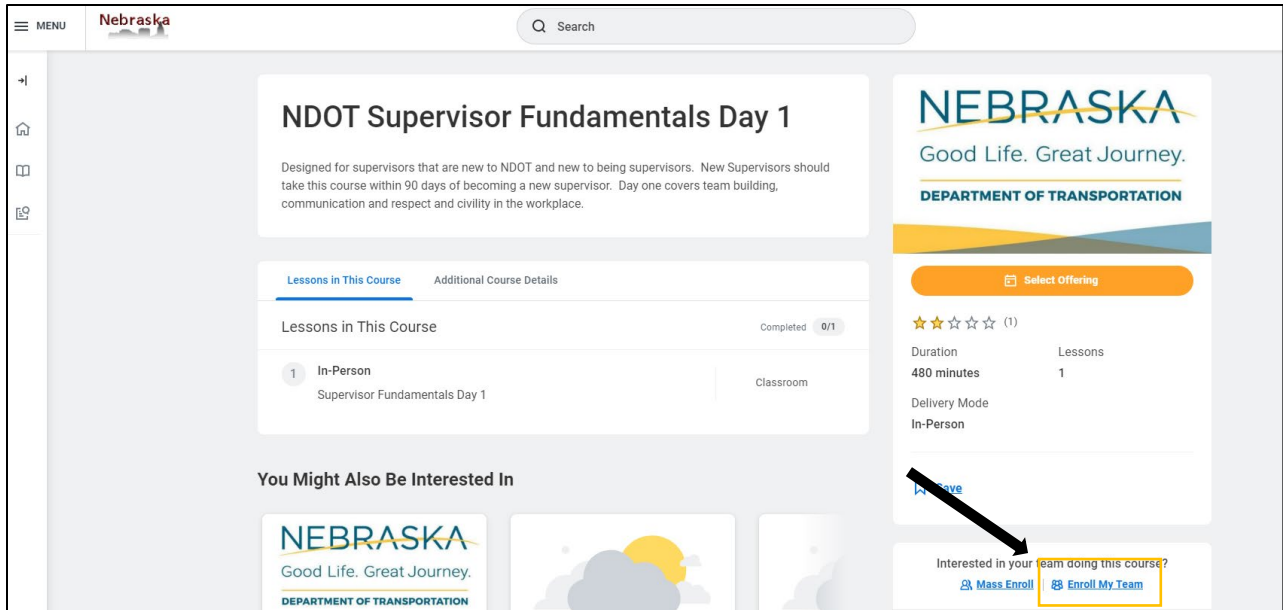 MENU
Nebraska
Search
NDOT Supervisor Fundamentals Day 1
Designed for supervisors that are new to NDOT and new to being supervisors. New Supervisors should
take this course within 90 days of becoming a new supervisor. Day one covers team building,
communication and respect and civility in the workplace.
Lessons in This Course
Additional Course Details
Lessons in This Course
Completed 0/1
1
In-Person
Supervisor Fundamentals Day 1
Classroom
You Might Also Be Interested In
NEBRASKA
Good Life. Great Journey.
DEPARTMENT OF TRANSPORTATION
NEBRASKA
Good Life. Great Journey.
DEPARTMENT OF TRANSPORTATION
Select Offering
(1)
Duration
480 minutes
Lessons
1
Delivery Mode
In-Person
Save
Interested in your team doing this course?
Mass Enroll | Enroll My Team